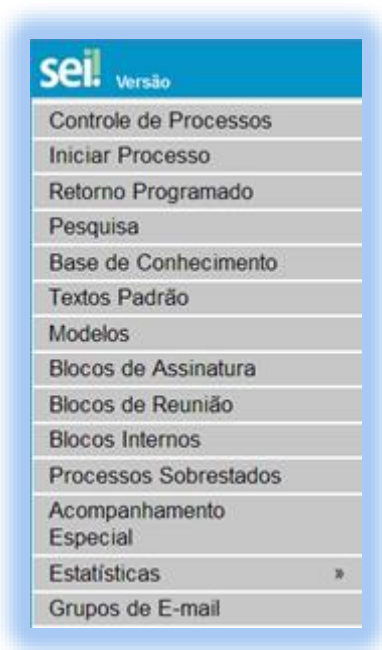 sei! Versão
Controle de Processos
Iniciar Processo
Retorno Programado
Pesquisa
Base de Conhecimento
Textos Padrão
Modelos
Blocos de Assinatura
Blocos de Reunião
Blocos Internos
Processos Sobrestados
Acompanhamento
Especial
Estatísticas »
Grupos de E-mail